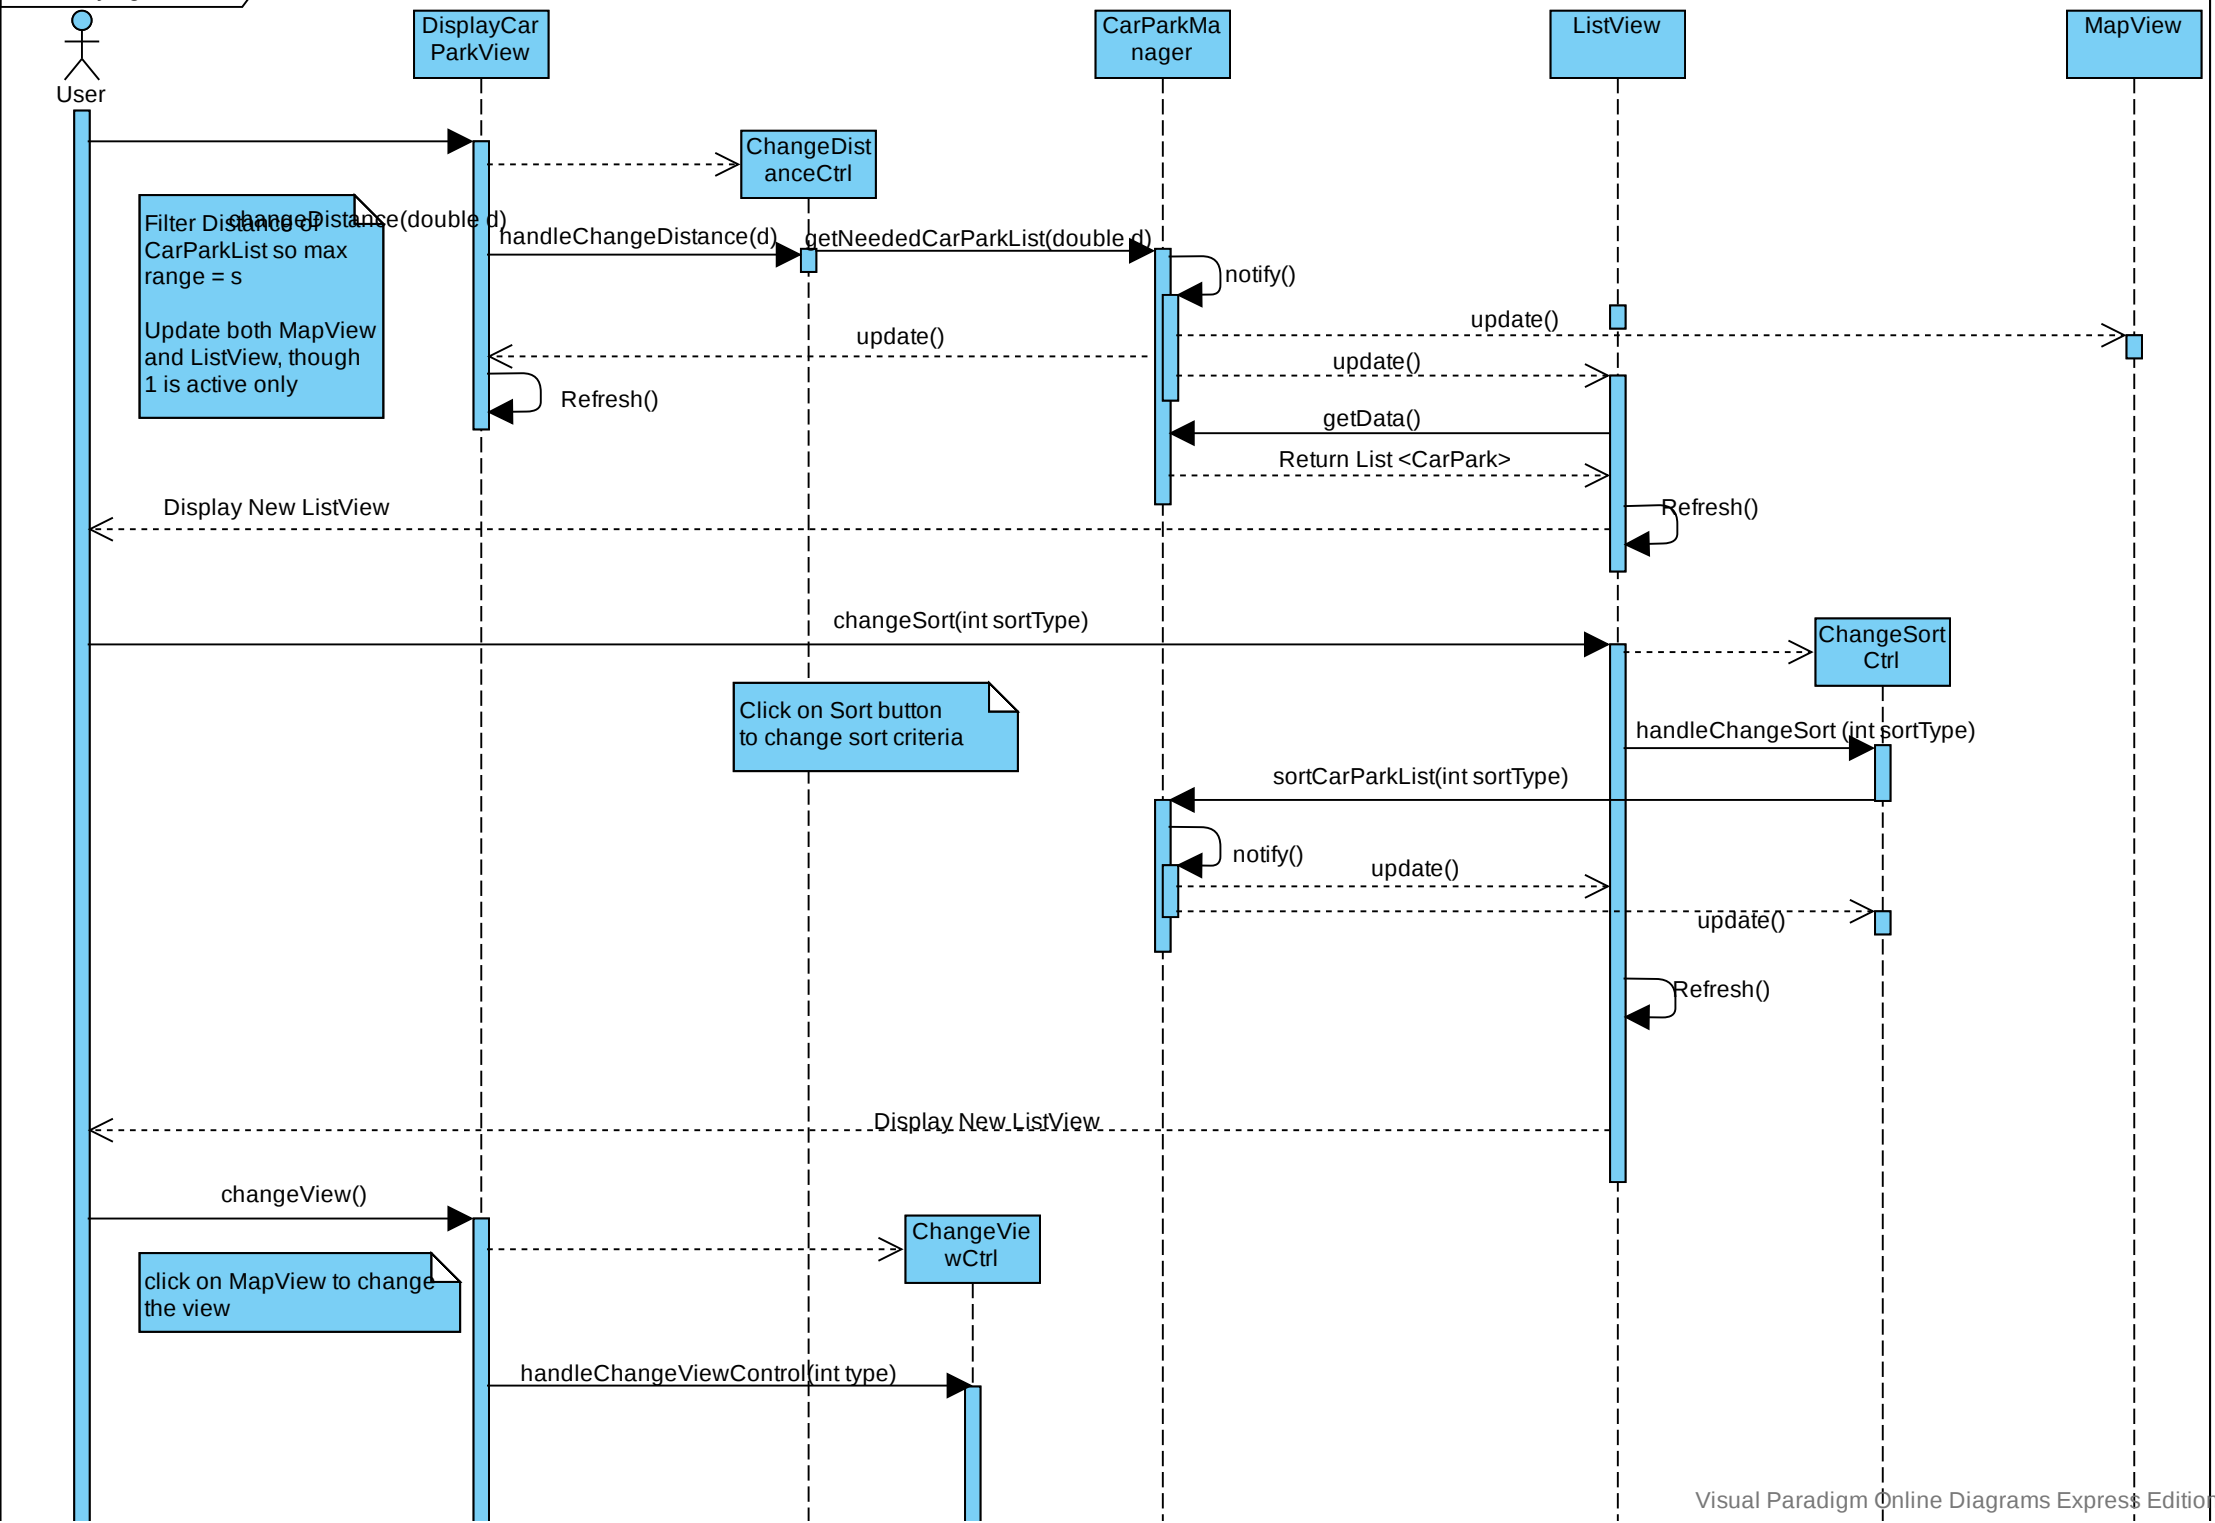 DisplayCar
ParkView
CarParkMa
nager
ListView
MapView
User
ChangeDist
anceCtrl
changeDistance(double d)
Filter Distance of
CarParkList so max
range = s
Update both MapView
and ListView, though
1 is active only
handleChangeDistance(d)
getNeededCarParkList(double d)
notify()
update()
update()
update()
Refresh()
getData()
Return List <CarPark>
Display New ListView
Refresh()
changeSort(int sortType)
ChangeSort
Ctrl
Click on Sort button
to change sort criteria
handleChangeSort (int sortType)
sortCarParkList(int sortType)
notify()
update()
update()
Refresh()
Display New ListView
changeView()
ChangeVie
wCtrl
click on MapView to change
the view
handleChangeViewControl(int type)
Visual Paradigm Online Diagrams Express Edition